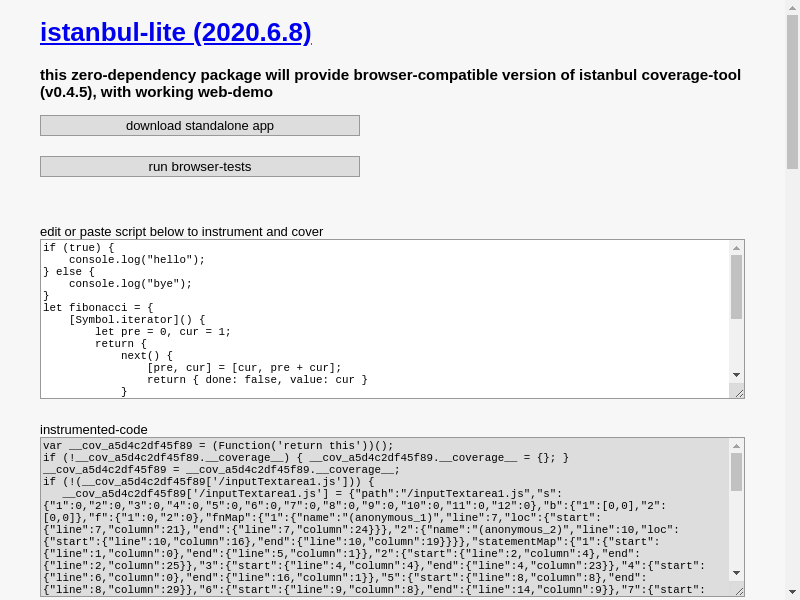 istanbul-lite (2020.6.8)
this zero-dependency package will provide browser-compatible version of istanbul coverage-tool
(v0.4.5), with working web-demo
download standalone app
run browser-tests
edit or paste script below to instrument and cover
if (true) {
    console.log("hello");
} else {
    console.log("bye");
}
let fibonacci = {
    [Symbol.iterator]() {
        let pre = 0, cur = 1;
        return {
            next() {
                [pre, cur] = [cur, pre + cur];
                return { done: false, value: cur }
            }
instrumented-code
var __cov_a5d4c2df45f89 = (Function('return this'))();
if (!__cov_a5d4c2df45f89.__coverage__) { __cov_a5d4c2df45f89.__coverage__ = {}; }
__cov_a5d4c2df45f89 = __cov_a5d4c2df45f89.__coverage__;
if (!(__cov_a5d4c2df45f89['/inputTextarea1.js'])) {
   __cov_a5d4c2df45f89['/inputTextarea1.js'] = {"path":"/inputTextarea1.js","s":
{"1":0,"2":0,"3":0,"4":0,"5":0,"6":0,"7":0,"8":0,"9":0,"10":0,"11":0,"12":0},"b":{"1":[0,0],"2":
[0,0]},"f":{"1":0,"2":0},"fnMap":{"1":{"name":"(anonymous_1)","line":7,"loc":{"start":
{"line":7,"column":21},"end":{"line":7,"column":24}}},"2":{"name":"(anonymous_2)","line":10,"loc":
{"start":{"line":10,"column":16},"end":{"line":10,"column":19}}}},"statementMap":{"1":{"start":
{"line":1,"column":0},"end":{"line":5,"column":1}},"2":{"start":{"line":2,"column":4},"end":
{"line":2,"column":25}},"3":{"start":{"line":4,"column":4},"end":{"line":4,"column":23}},"4":{"start":
{"line":6,"column":0},"end":{"line":16,"column":1}},"5":{"start":{"line":8,"column":8},"end":
{"line":8,"column":29}},"6":{"start":{"line":9,"column":8},"end":{"line":14,"column":9}},"7":{"start":